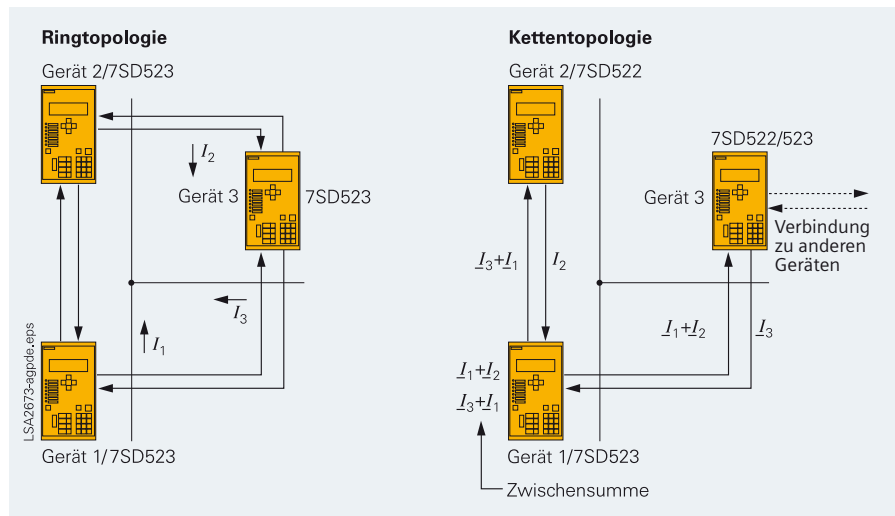 Ringtopologie
Gerät 2/7SD523
I2
Gerät 3
7SD523
I3
I1
Gerät 1/7SD523
LSA2673-agpde.eps
Kettentopologie
Gerät 2/7SD522
7SD522/523
Gerät 3
Verbindung
zu anderen
Geräten
I3+I1
I2
I1+I2
I3
I1+I2
I3+I1
Gerät 1/7SD523
Zwischensumme